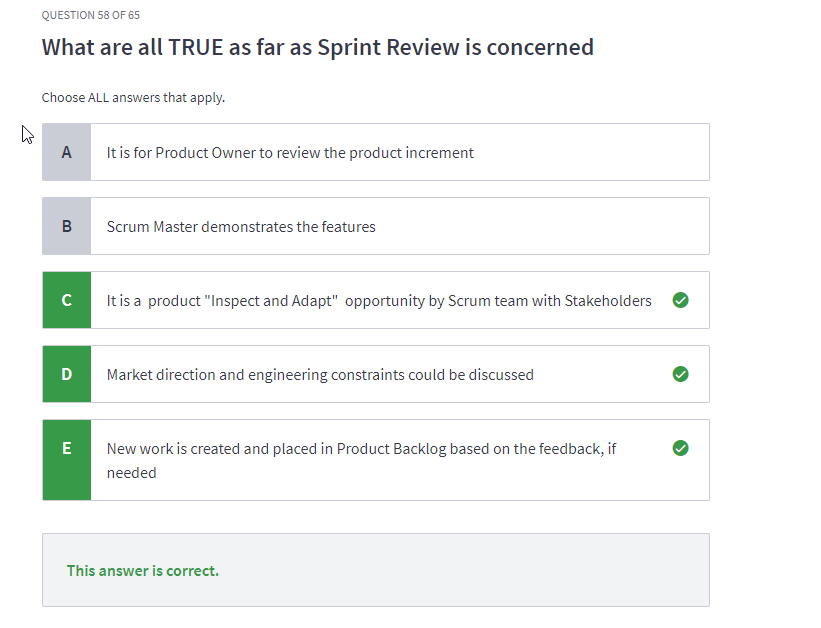 QUESTION 58 OF 65
What are all TRUE as far as Sprint Review is concerned
Choose ALL answers that apply.
A
It is for Product Owner to review the product increment
B
Scrum Master demonstrates the features
C
It is a  product "Inspect and Adapt"  opportunity by Scrum team with Stakeholders
D
Market direction and engineering constraints could be discussed
E
New work is created and placed in Product Backlog based on the feedback, if
needed
This answer is correct.